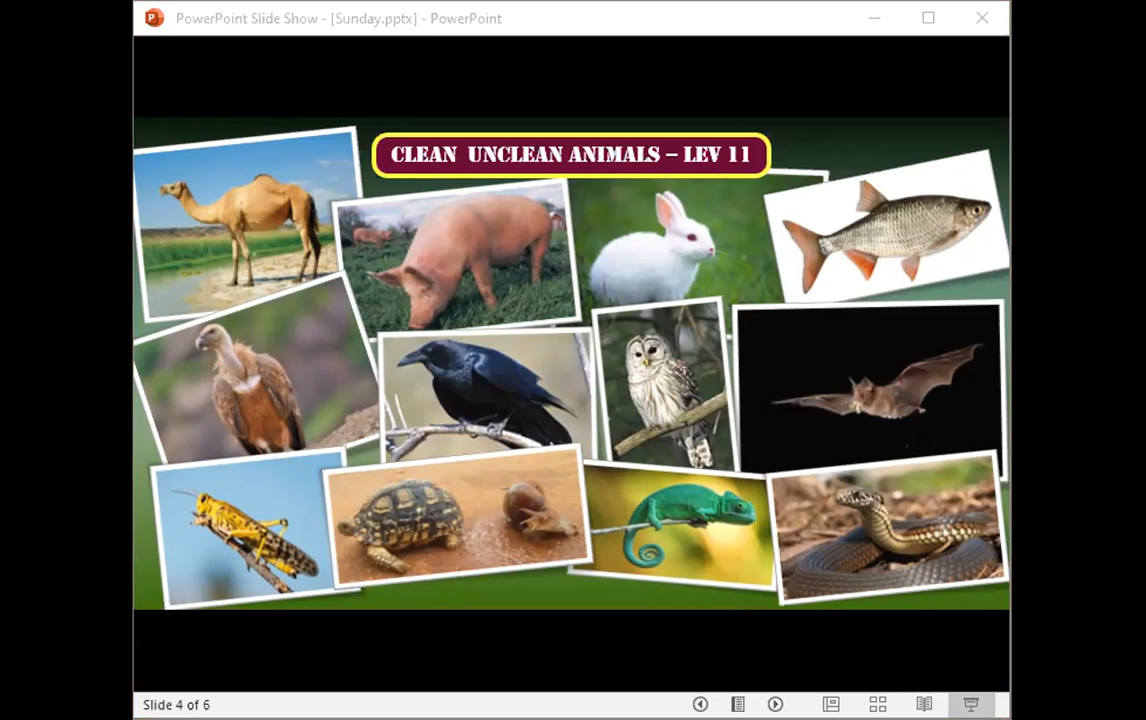 PowerPoint Slide Show - [Sunday.pptx] - PowerPoint
CLEAN UNCLEAN ANIMALS – LEV 11
Slide 4 of 6